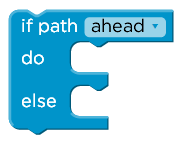 if path ahead
do
else